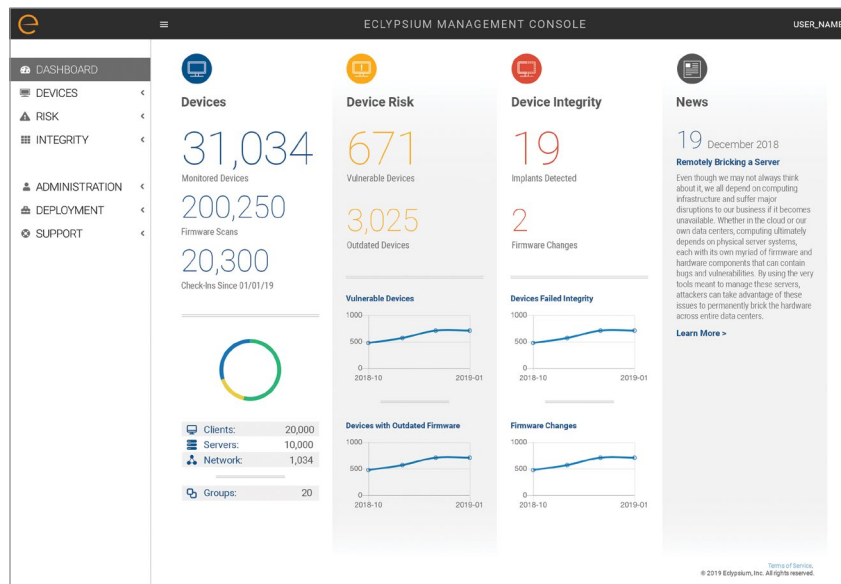 ECLYPSIUM MANAGEMENT CONSOLE
USER_NAME
DASHBOARD
DEVICES
RISK
INTEGRITY
ADMINISTRATION
DEPLOYMENT
SUPPORT
Devices
31,034
Monitored Devices
200,250
Firmware Scans
20,300
Check-Ins Since 01/01/19
Clients: 20,000
Servers: 10,000
Network: 1,034
Groups: 20
Device Risk
671
Vulnerable Devices
3,025
Outdated Devices
Vulnerable Devices
1000
500
0
2018-10 2019-01
Devices with Outdated Firmware
1000
500
0
2018-10 2019-01
Device Integrity
19
Implants Detected
2
Firmware Changes
Devices Failed Integrity
1000
500
0
2018-10 2019-01
Firmware Changes
1000
500
0
2018-10 2019-01
News
19 December 2018
Remotely Bricking a Server
Even though we may not always think
about it, we all depend on computing
infrastructure and suffer major
disruptions to our business if it becomes
unavailable. Whether in the cloud or our
own data centers, computing ultimately
depends on physical server systems,
each with its own myriad of firmware and
hardware components that can contain
bugs and vulnerabilities. By using the very
tools meant to manage these servers,
attackers can take advantage of these
issues to permanently brick the hardware
across entire data centers.
Learn More >
Terms of Service.
© 2019 Eclypsium, Inc. All rights reserved.